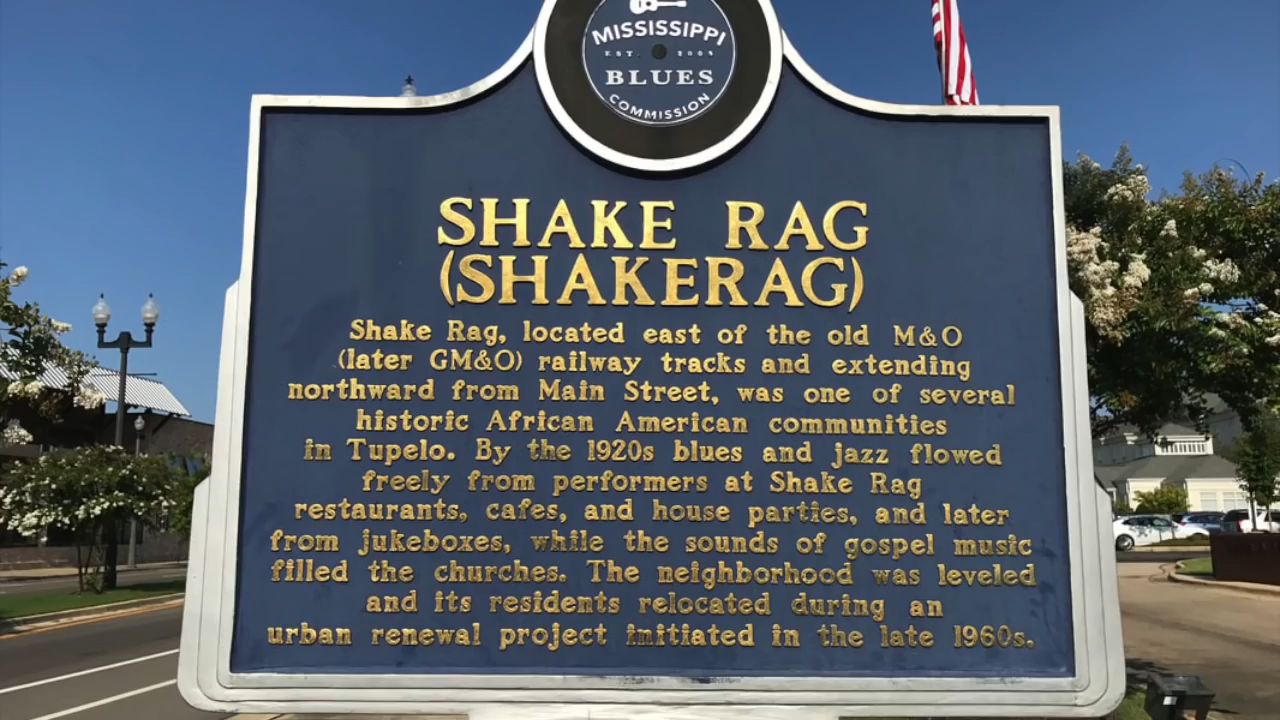 MISSISSIPPI
EST. 2003
BLUES
COMMISSION
SHAKE RAG
(SHAKERAG)
Shake Rag, located east of the old M&O
(later GM&O) railway tracks and extending
northward from Main Street, was one of several
historic African American communities
in Tupelo. By the 1920s blues and jazz flowed
freely from performers at Shake Rag
restaurants, cafes, and house parties, and later
from jukeboxes, while the sounds of gospel music
filled the churches. The neighborhood was leveled
and its residents relocated during an
urban renewal project initiated in the late 1960s.